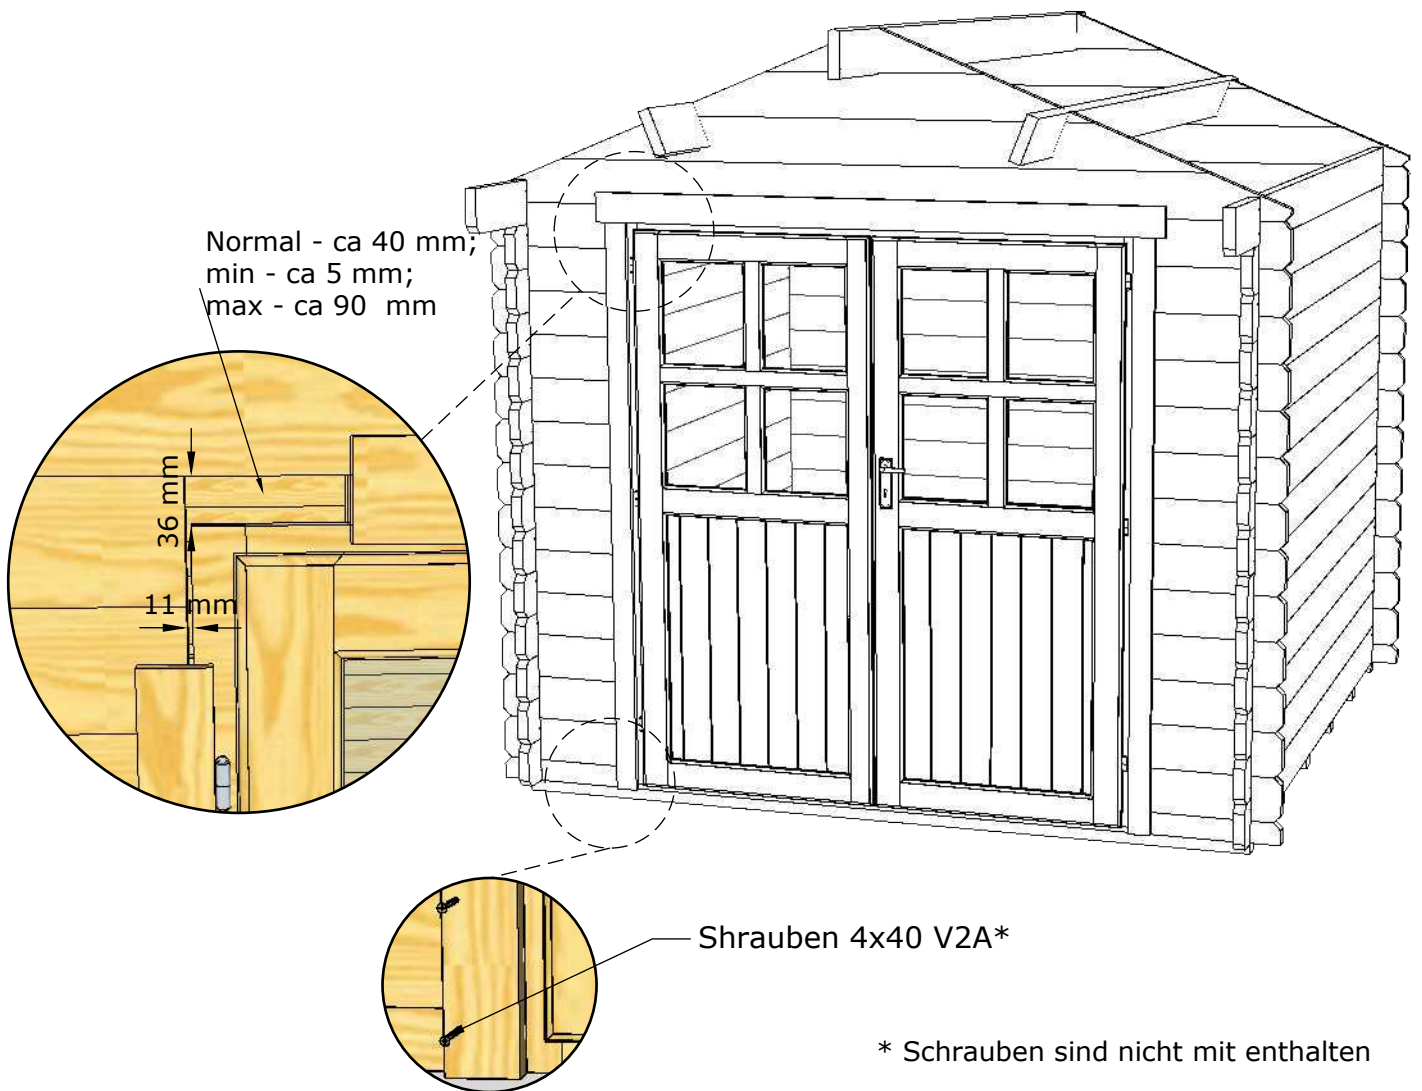 Normal - ca 40 mm;
min - ca 5 mm;
max - ca 90 mm
36 mm
11 mm
Shrauben 4x40 V2A*
* Schrauben sind nicht mit enthalten